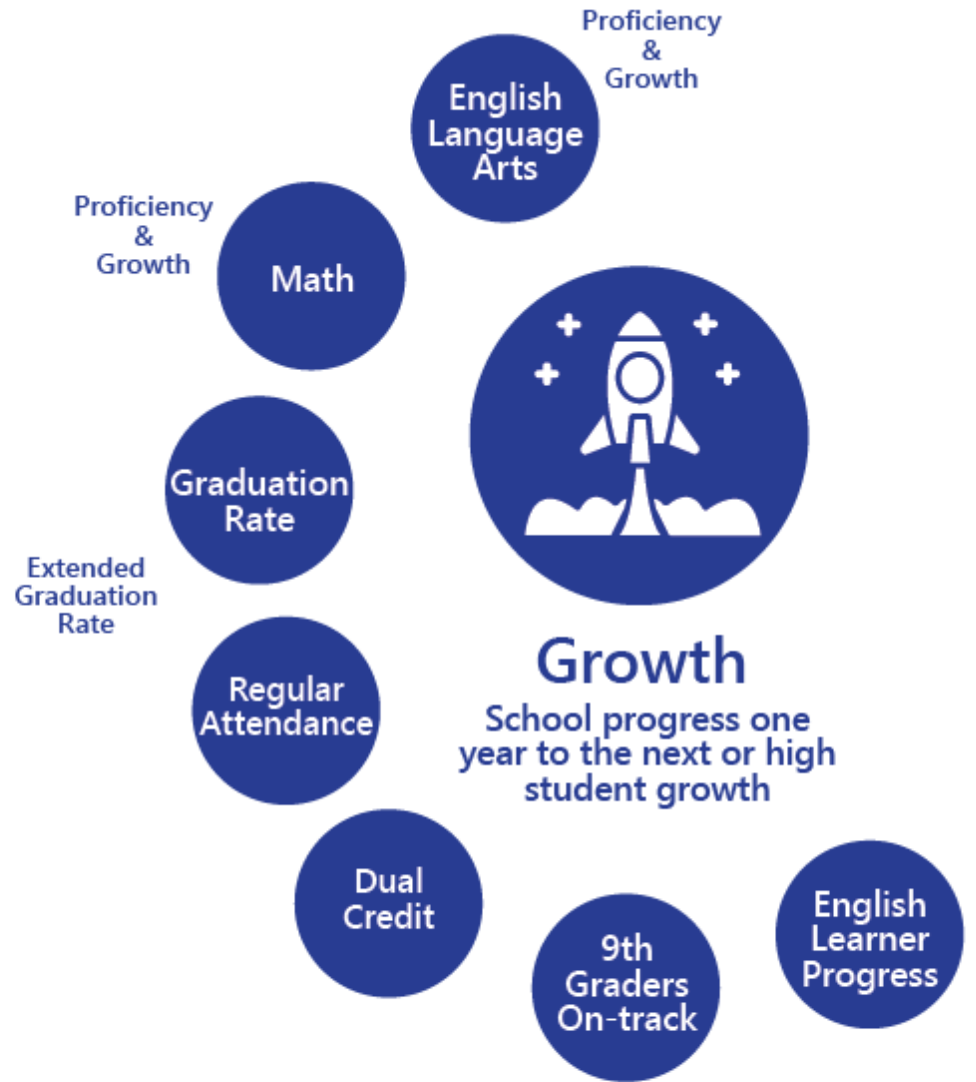 Proficiency
&
Growth
English
Language
Arts
Proficiency
&
Growth
Math
Graduation
Rate
Extended
Graduation
Rate
Regular
Attendance
Growth
School progress one
year to the next or high
student growth
Dual
Credit
9th
Graders
On-track
English
Learner
Progress